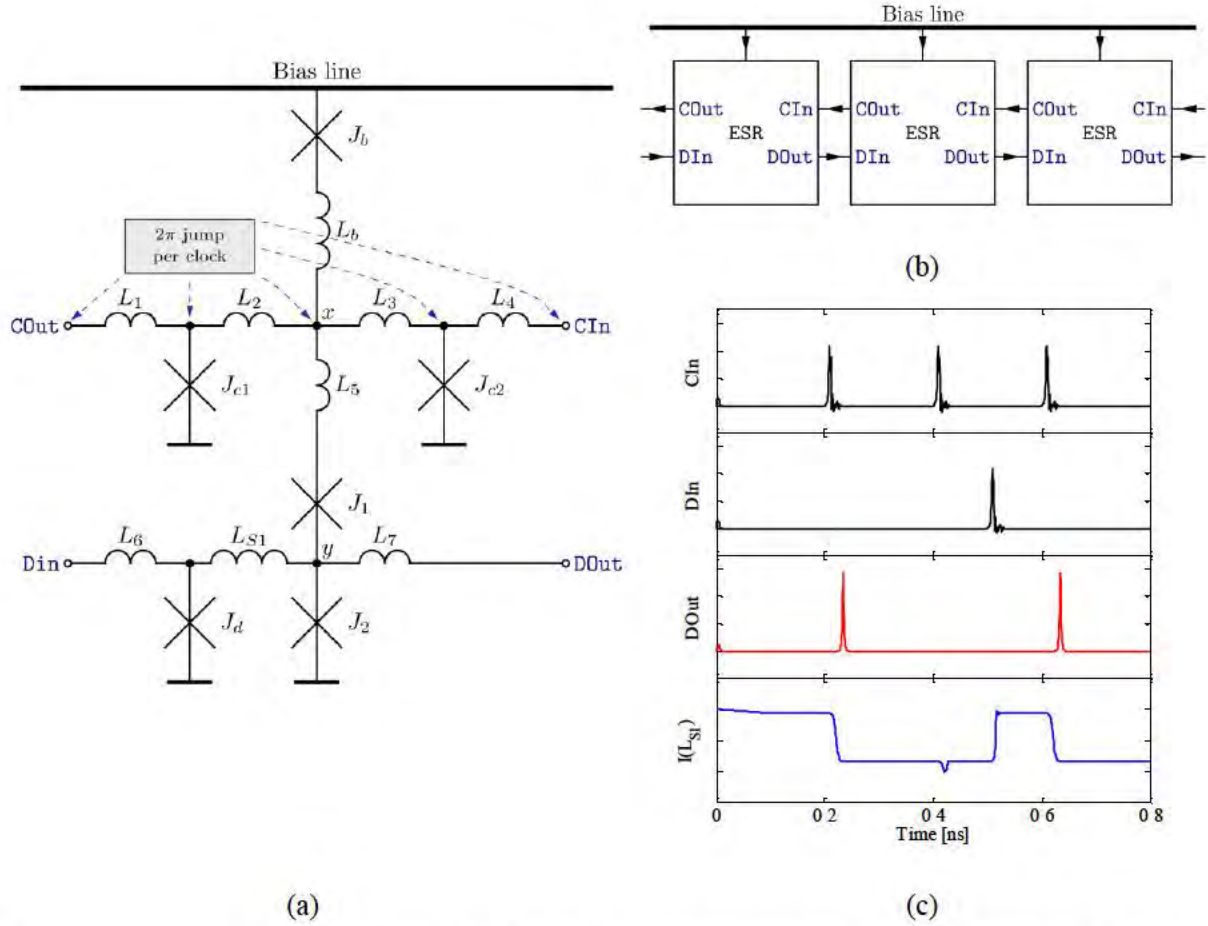 Bias line
J_b
L_b
2π jump
per clock
L_1
L_2
x
L_3
L_4
COut
CIn
J_c1
L_5
J_c2
J_1
L_6
L_S1
y
L_7
Din
DOut
J_d
J_2
(a)
Bias line
COut CIn COut CIn COut CIn
ESR ESR ESR
DIn DOut DIn DOut DIn DOut
(b)
CIn
DIn
DOut
I(L_S1)
0 0 2 0 4 0 6 0 8
Time [ns]
(c)